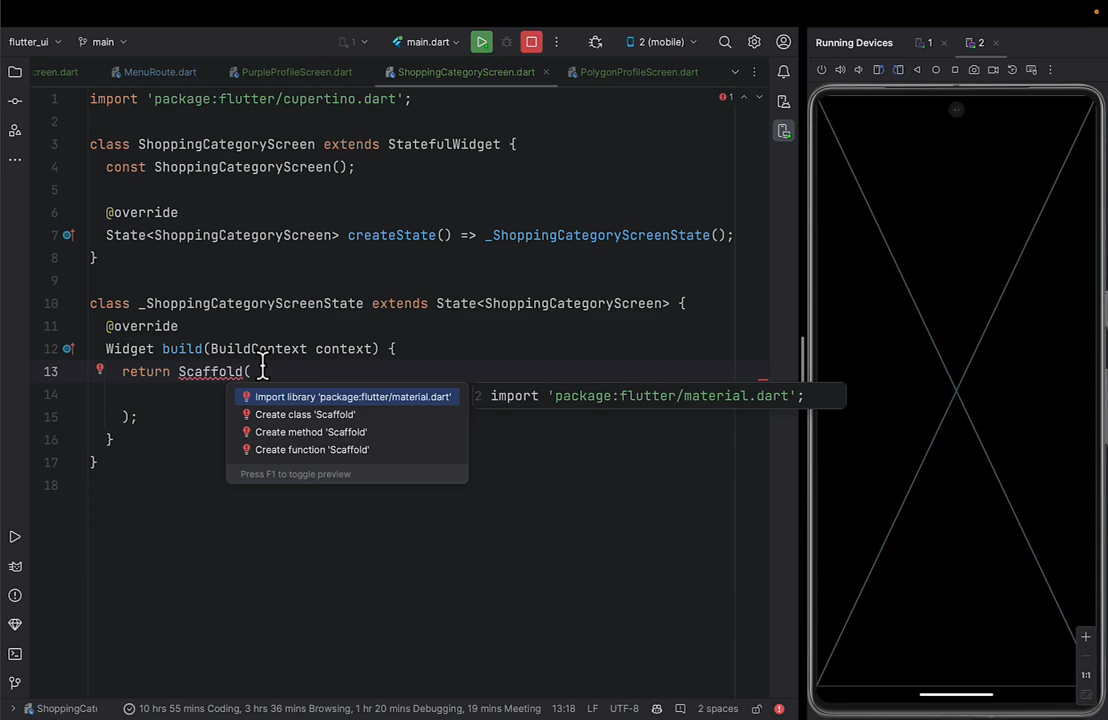 flutter_ui
main
1
main.dart
2 (mobile)
Running Devices
1
2
creen.dart
MenuRoute.dart
PurpleProfileScreen.dart
ShoppingCategoryScreen.dart
PolygonProfileScreen.dart
1 import 'package:flutter/cupertino.dart';
1
2
3 class ShoppingCategoryScreen extends StatefulWidget {
4 const ShoppingCategoryScreen();
5
6 @override
7 State<ShoppingCategoryScreen> createState() => _ShoppingCategoryScreenState();
8 }
9
10 class _ShoppingCategoryScreenState extends State<ShoppingCategoryScreen> {
11 @override
12 Widget build(BuildContext context) {
13 return Scaffold(
14
15 );
16 }
17 }
18
Import library 'package:flutter/material.dart'
Create class 'Scaffold'
Create method 'Scaffold'
Create function 'Scaffold'
Press F1 to toggle preview
2 import 'package:flutter/material.dart';
1:1
ShoppingCat
10 hrs 55 mins Coding, 3 hrs 36 mins Browsing, 1 hr 20 mins Debugging, 19 mins Meeting
13:18
LF
UTF-8
2 spaces